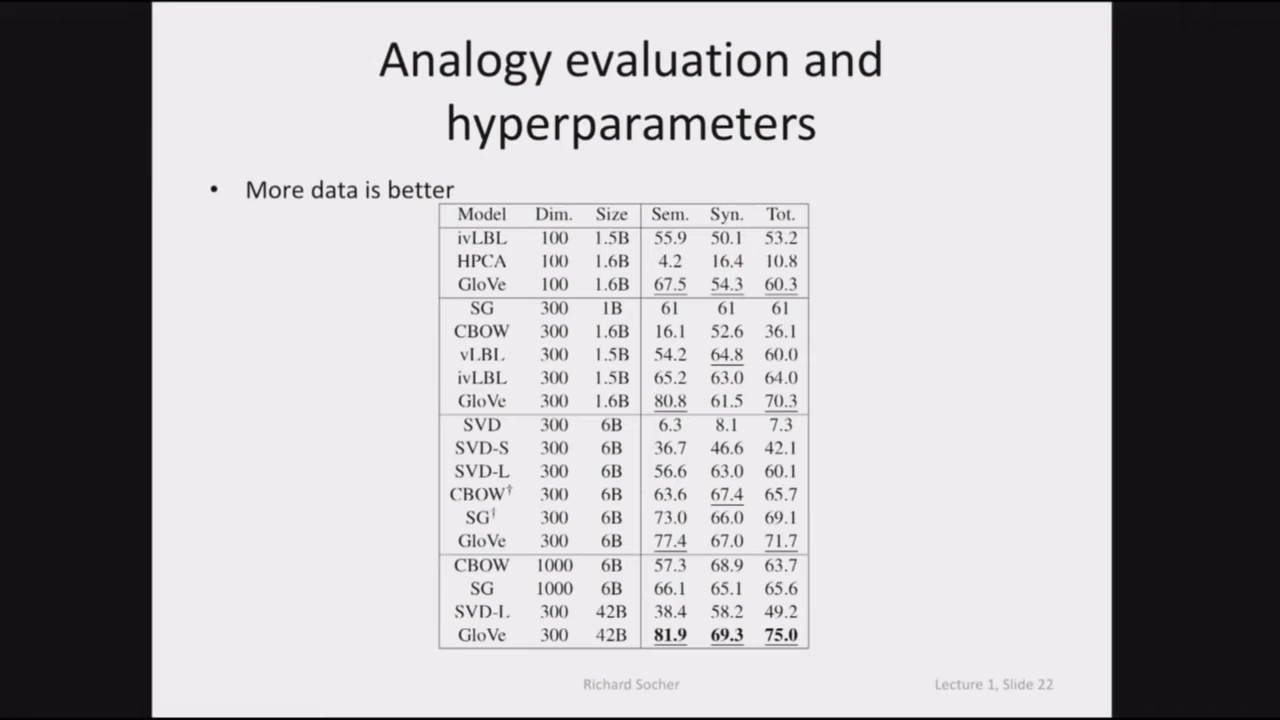 Analogy evaluation and
hyperparameters
• More data is better
Model Dim. Size Sem. Syn. Tot.
ivLBL 100 1.5B 55.9 50.1 53.2
HPCA 100 1.6B 4.2 16.4 10.8
GloVe 100 1.6B 67.5 54.3 60.3
SG 300 1B 61 61 61
CBOW 300 1.6B 16.1 52.6 36.1
vLBL 300 1.5B 54.2 64.8 60.0
ivLBL 300 1.5B 65.2 63.0 64.0
GloVe 300 1.6B 80.8 61.5 70.3
SVD 300 6B 6.3 8.1 7.3
SVD-S 300 6B 36.7 46.6 42.1
SVD-L 300 6B 56.6 63.0 60.1
CBOW† 300 6B 63.6 67.4 65.7
SG† 300 6B 73.0 66.0 69.1
GloVe 300 6B 77.4 67.0 71.7
CBOW 1000 6B 57.3 68.9 63.7
SG 1000 6B 66.1 65.1 65.6
SVD-L 300 42B 38.4 58.2 49.2
GloVe 300 42B 81.9 69.3 75.0
Richard Socher
Lecture 1, Slide 22